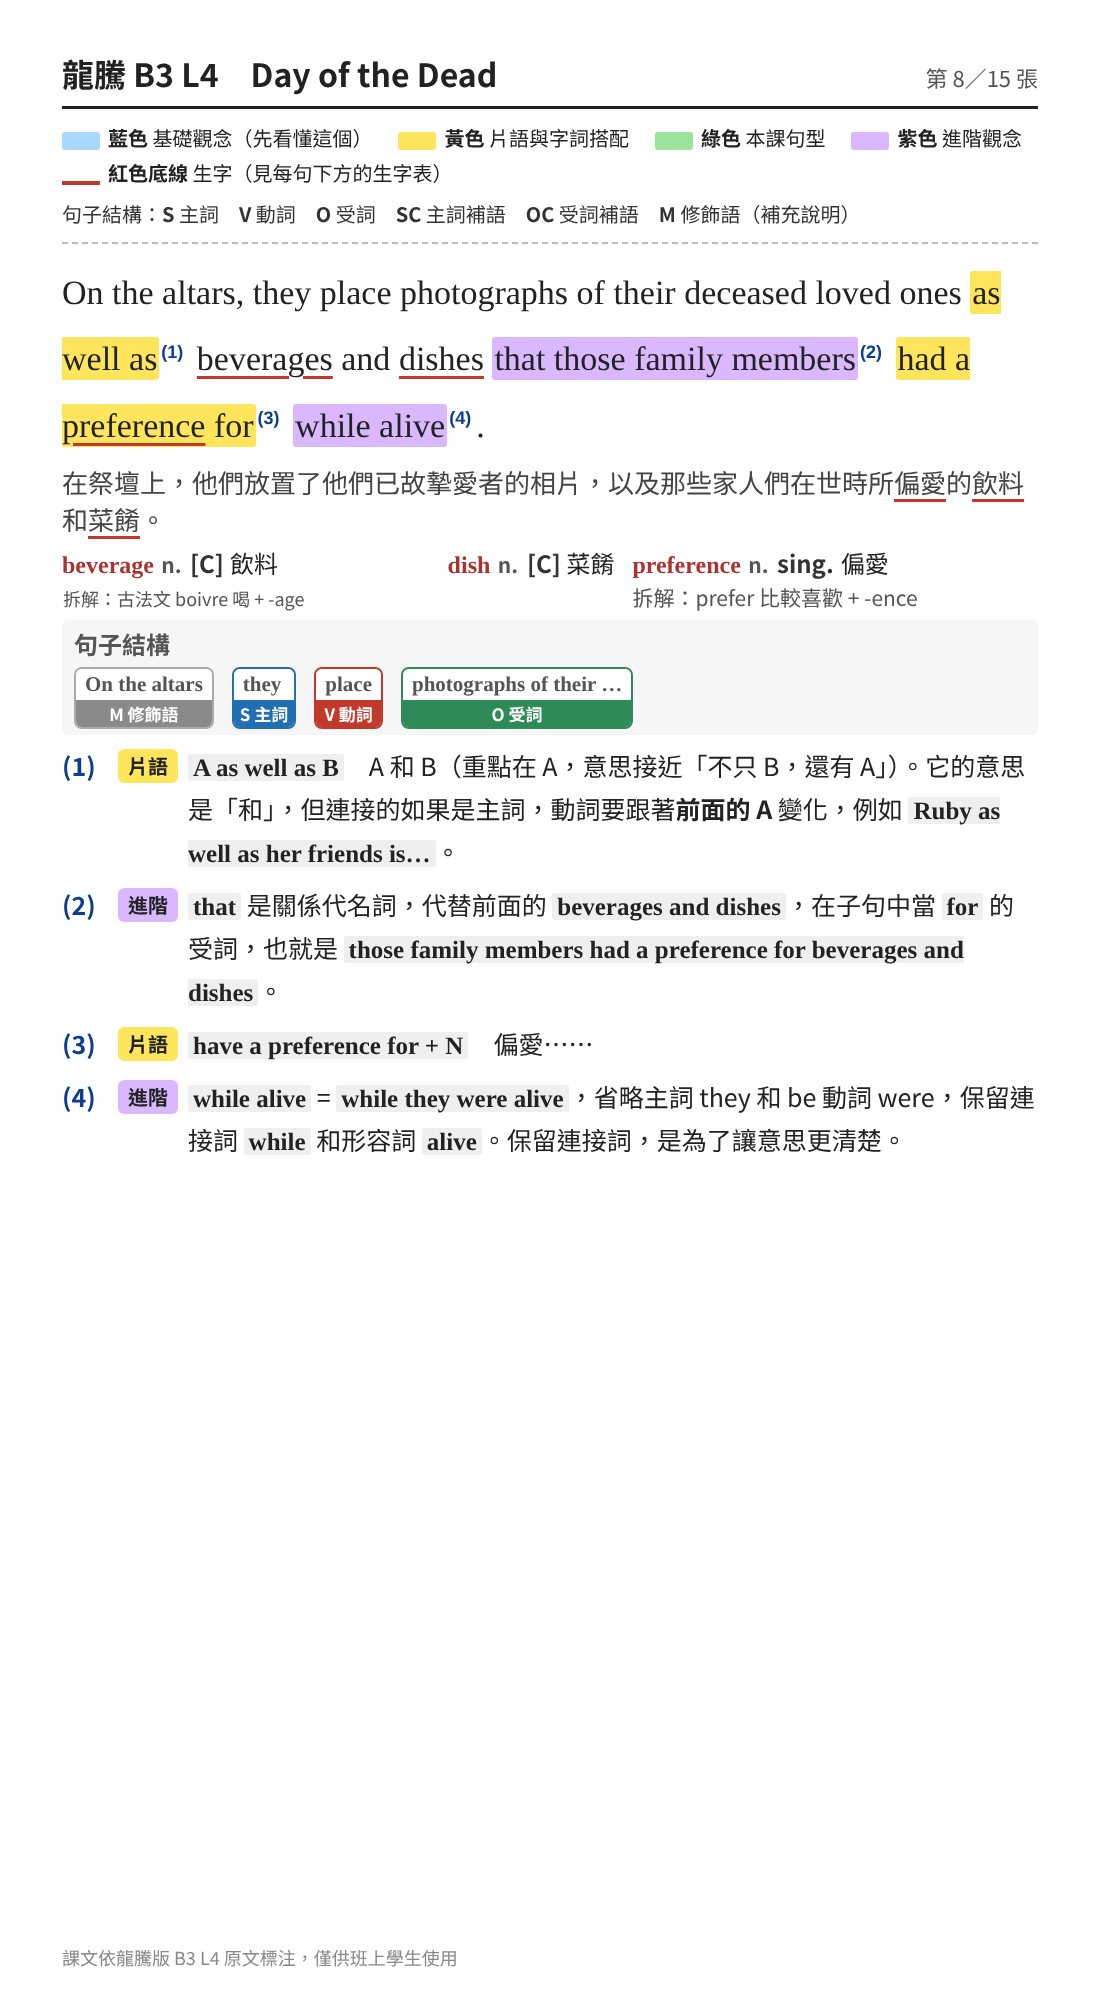 龍騰 B3 L4　Day of the Dead
第 8／15 張
藍色 基礎觀念（先看懂這個） 黃色 片語與字詞搭配 綠色 本課句型 紫色 進階觀念
紅色底線 生字（見每句下方的生字表）
句子結構：S 主詞　V 動詞　O 受詞　SC 主詞補語　OC 受詞補語　M 修飾語（補充說明）
On the altars, they place photographs of their deceased loved ones as
well as(1) beverages and dishes that those family members(2) had a
preference for(3) while alive(4).
在祭壇上，他們放置了他們已故摯愛者的相片，以及那些家人們在世時所偏愛的飲料
和菜餚。
beverage n. [C] 飲料 dish n. [C] 菜餚 preference n. sing. 偏愛
拆解：古法文 boivre 喝 + -age 拆解：prefer 比較喜歡 + -ence
句子結構
On the altars they place photographs of their …
M 修飾語 S 主詞 V 動詞 O 受詞
(1) 片語 A as well as B　A 和 B（重點在 A，意思接近「不只 B，還有 A」）。它的意思
是「和」，但連接的如果是主詞，動詞要跟著前面的 A 變化，例如 Ruby as
well as her friends is…。
(2) 進階 that 是關係代名詞，代替前面的 beverages and dishes，在子句中當 for 的
受詞，也就是 those family members had a preference for beverages and
dishes。
(3) 片語 have a preference for + N　偏愛……
(4) 進階 while alive = while they were alive，省略主詞 they 和 be 動詞 were，保留連
接詞 while 和形容詞 alive。保留連接詞，是為了讓意思更清楚。
課文依龍騰版 B3 L4 原文標注，僅供班上學生使用